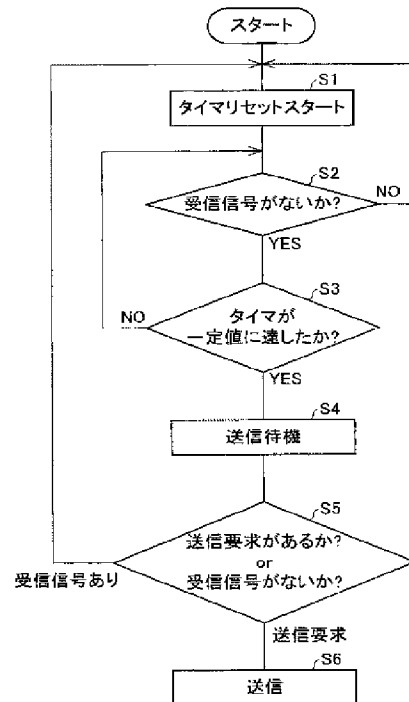 スタート
S1
タイマリセットスタート
S2
受信信号がないか?
NO
YES
S3
タイマが
一定値に達したか?
NO
YES
S4
送信待機
S5
送信要求があるか?
or
受信信号がないか?
受信信号あり
送信要求
S6
送信